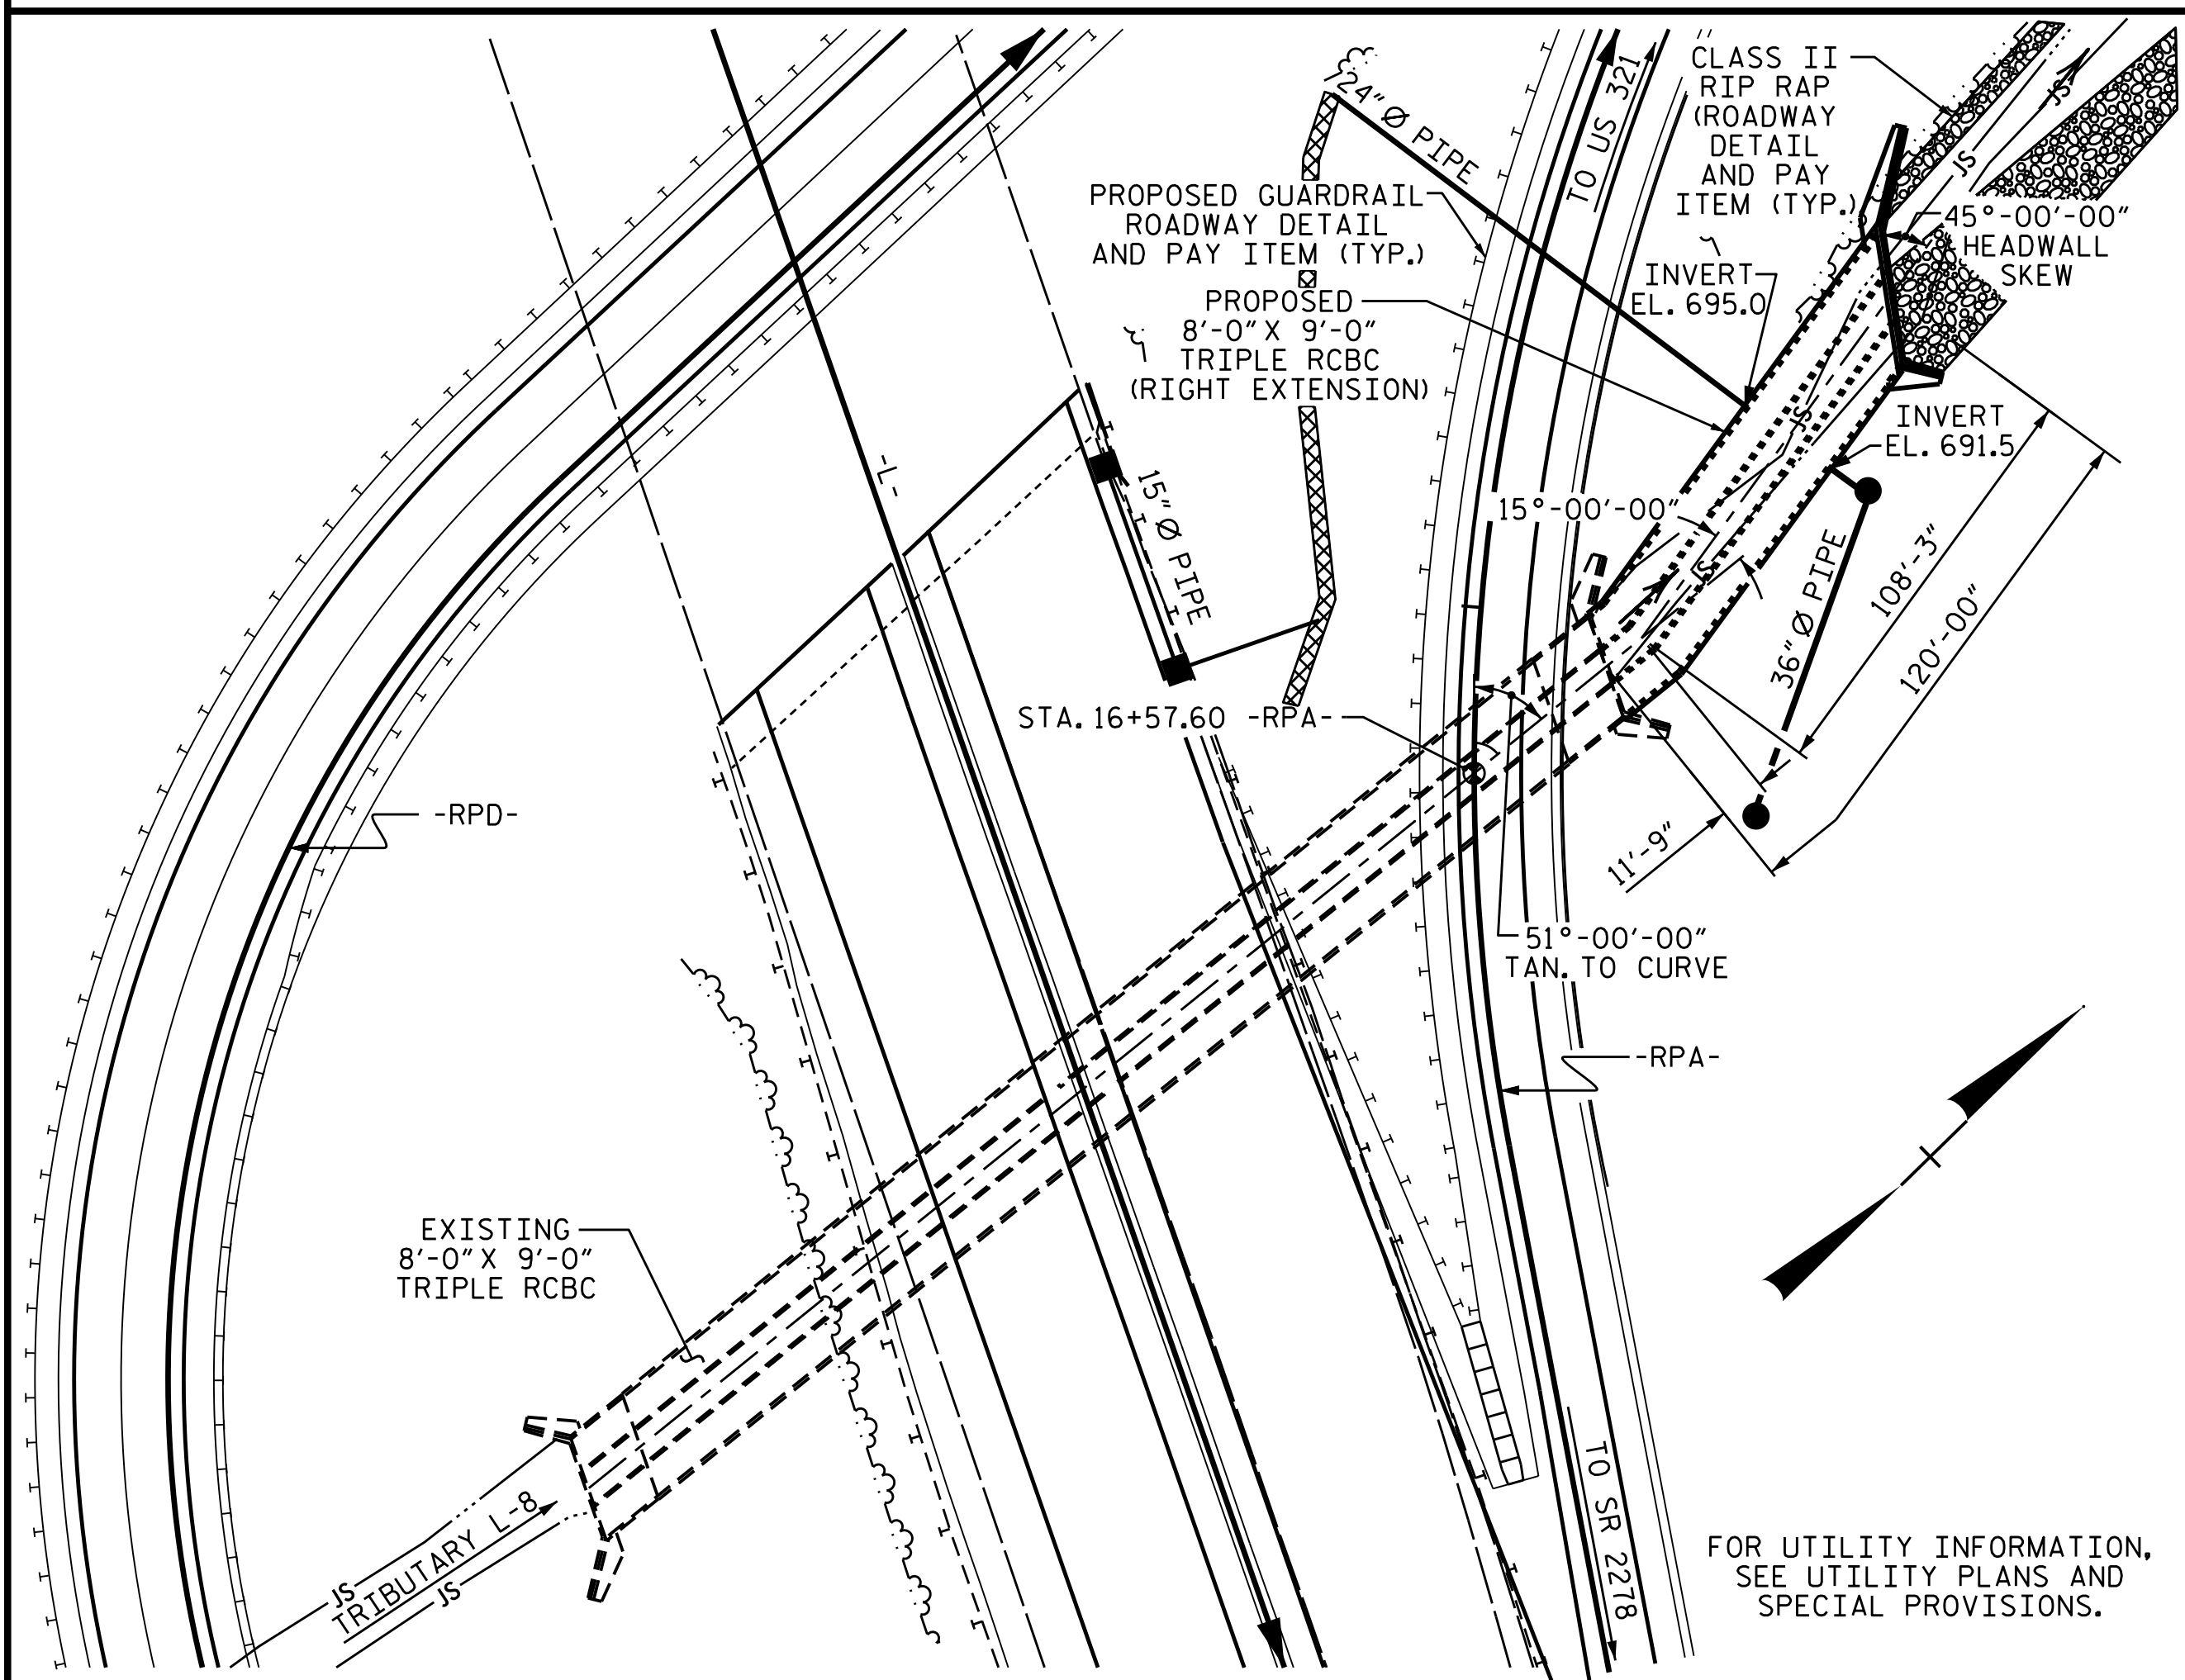 CLASS II
RIP RAP
(ROADWAY
DETAIL
AND PAY
ITEM (TYP.)
TO US 321
24"Ø PIPE
JS
JS
PROPOSED GUARDRAIL
ROADWAY DETAIL
AND PAY ITEM (TYP.)
45°-00'-00"
HEADWALL
SKEW
INVERT
EL. 695.0
PROPOSED
8'-0" X 9'-0"
TRIPLE RCBC
(RIGHT EXTENSION)
JS
INVERT
EL. 691.5
-L-
15"Ø PIPE
15°-00'-00"
JS
36"Ø PIPE
108'-3"
120'-00"
STA. 16+57.60 -RPA-
-RPD-
11'-9"
51°-00'-00"
TAN. TO CURVE
-RPA-
EXISTING
8'-0" X 9'-0"
TRIPLE RCBC
TO SR 2278
JS
TRIBUTARY L-8
JS
FOR UTILITY INFORMATION,
SEE UTILITY PLANS AND
SPECIAL PROVISIONS.